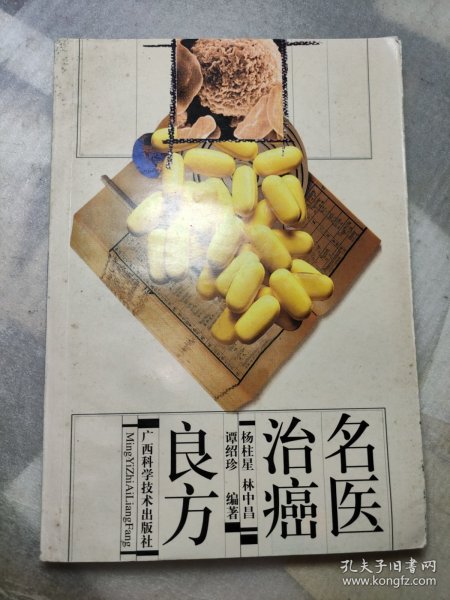 名医
治癌
良方
杨柱星 林中昌
谭绍珍 编著
广西科学技术出版社
MingYiZhiAiLiangFang
孔夫子旧书网
www.kongfz.com